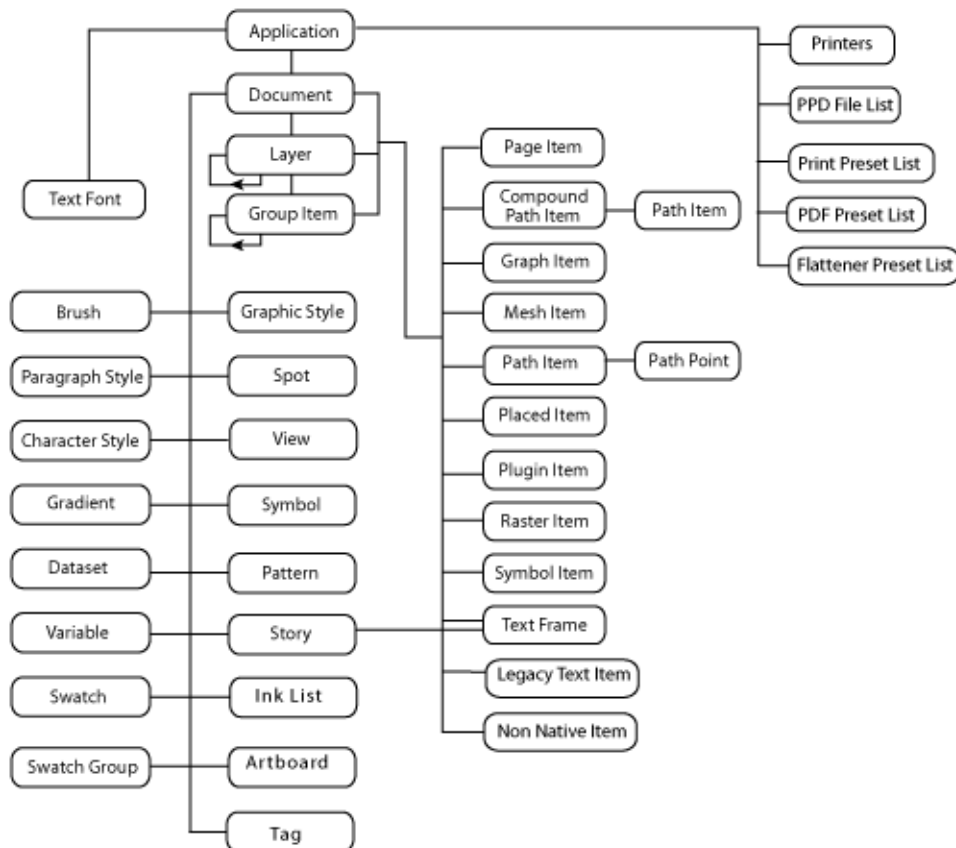 Application
Document
Layer
Group Item
Text Font
Printers
PPD File List
Print Preset List
PDF Preset List
Flattener Preset List
Page Item
Compound
Path Item
Path Item
Graph Item
Mesh Item
Path Item
Path Point
Placed Item
Plugin Item
Raster Item
Symbol Item
Text Frame
Legacy Text Item
Non Native Item
Brush
Graphic Style
Paragraph Style
Spot
Character Style
View
Gradient
Symbol
Dataset
Pattern
Variable
Story
Swatch
Ink List
Swatch Group
Artboard
Tag